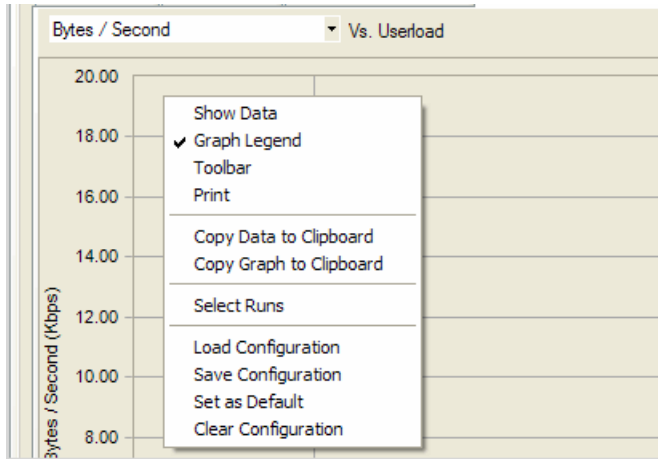 Bytes / Second Vs. Userload
20.00
18.00
16.00
14.00
12.00
10.00
8.00
Bytes / Second (Kbps)
Show Data
Graph Legend
Toolbar
Print
Copy Data to Clipboard
Copy Graph to Clipboard
Select Runs
Load Configuration
Save Configuration
Set as Default
Clear Configuration